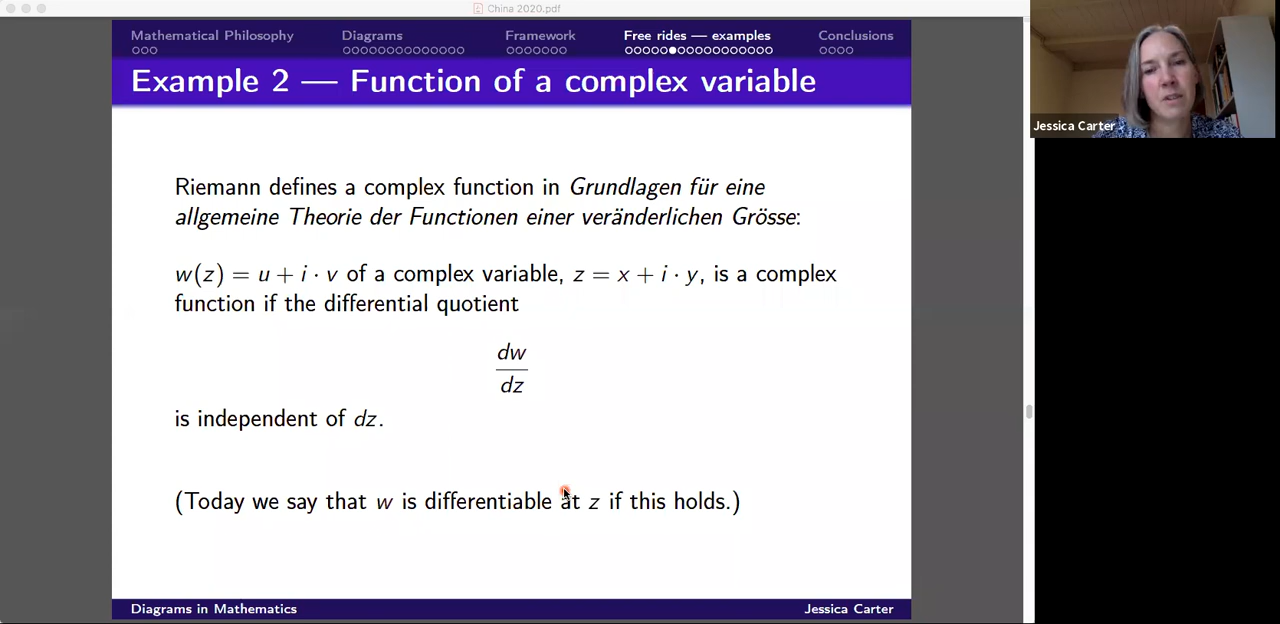 China 2020.pdf
Mathematical Philosophy Diagrams Framework Free rides — examples Conclusions
Example 2 — Function of a complex variable
Jessica Carter
Riemann defines a complex function in Grundlagen für eine
allgemeine Theorie der Functionen einer veränderlichen Grösse:
w(z) = u + i · v of a complex variable, z = x + i · y, is a complex
function if the differential quotient
dw
dz
is independent of dz.
(Today we say that w is differentiable at z if this holds.)
Diagrams in Mathematics Jessica Carter